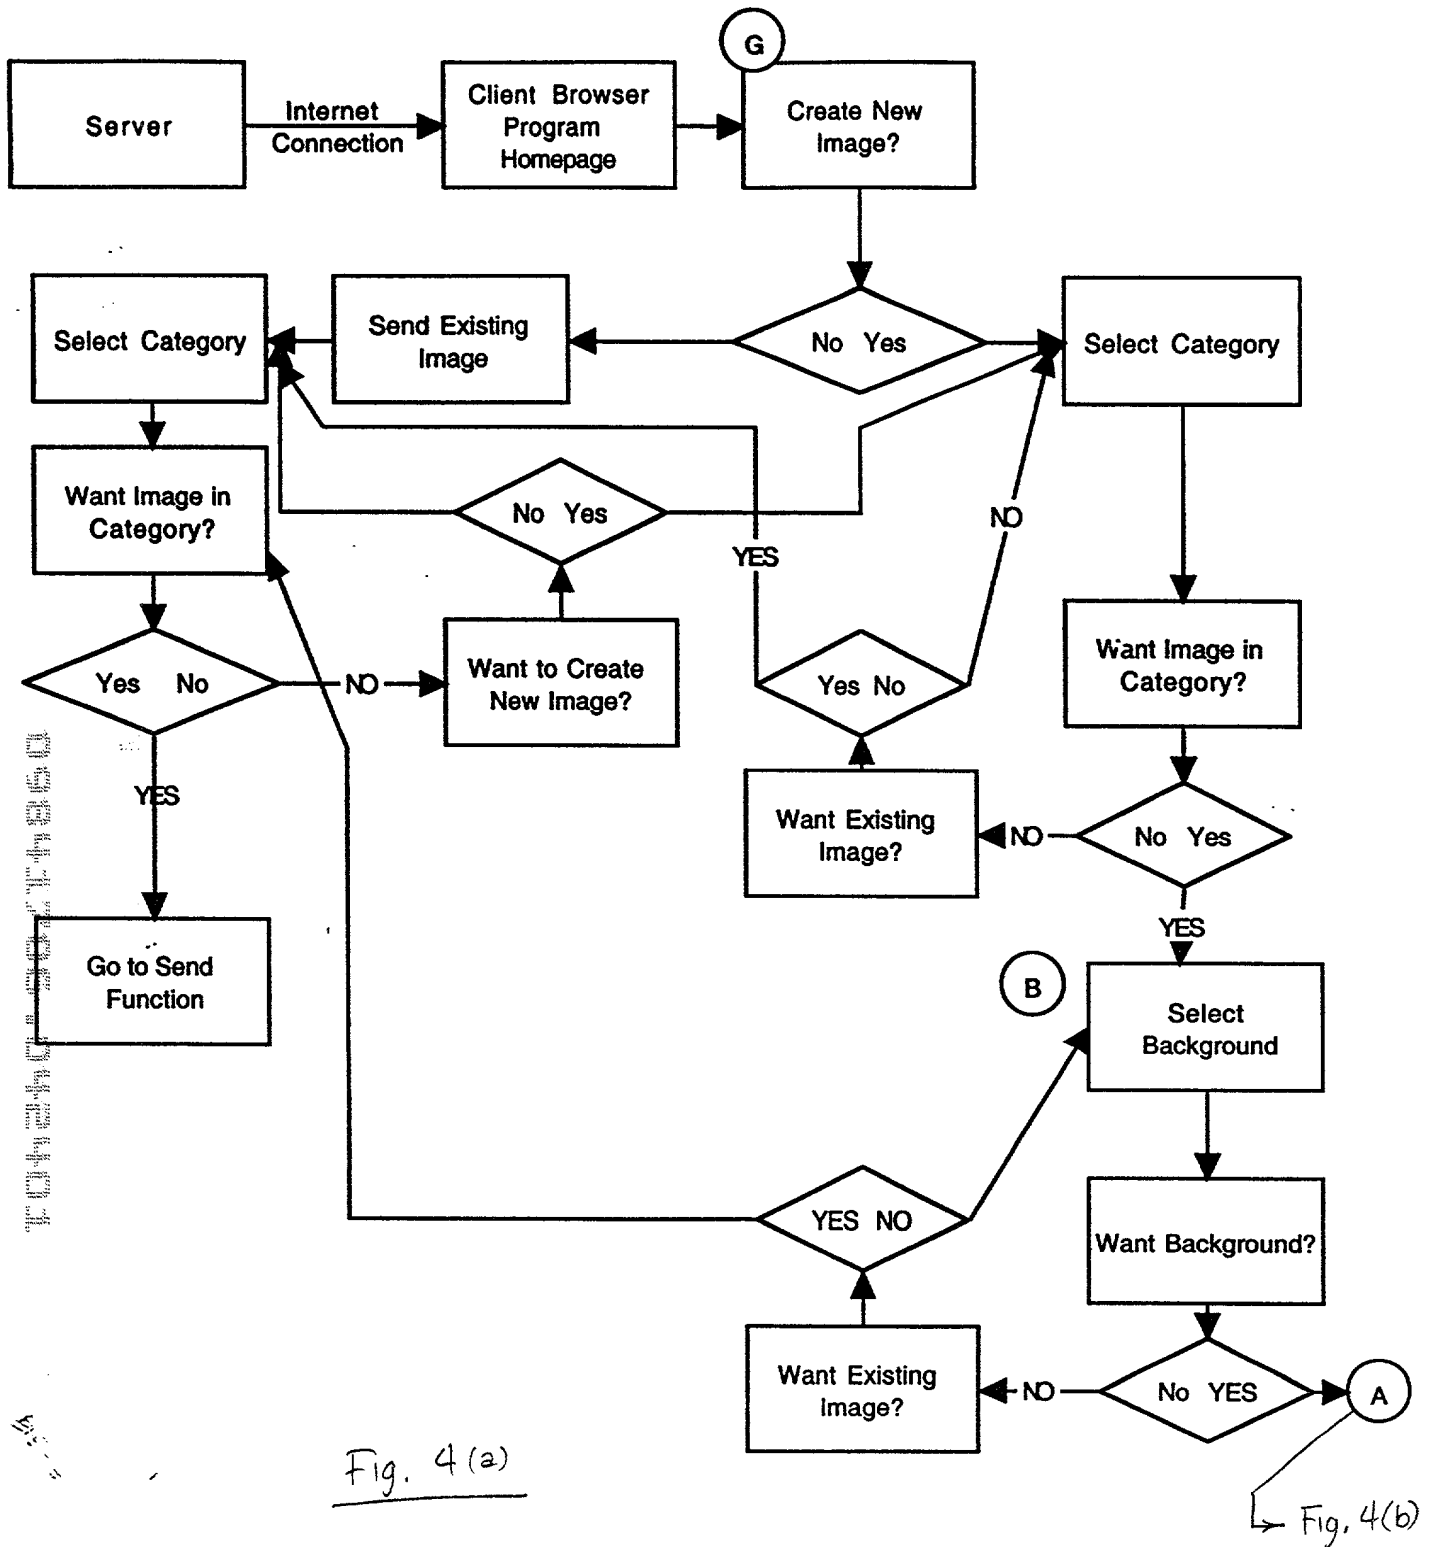 G
Server
Internet
Connection
Client Browser
Program
Homepage
Create New
Image?
Select Category
Send Existing
Image
No Yes
Select Category
Want Image in
Category?
No Yes
YES
NO
Yes No
NO
Want to Create
New Image?
Yes No
Want Image in
Category?
YES
Want Existing
Image?
NO
No Yes
YES
Go to Send
Function
B
Select
Background
YES NO
Want Background?
Want Existing
Image?
NO
No YES
A
Fig. 4(a)
Fig. 4(b)